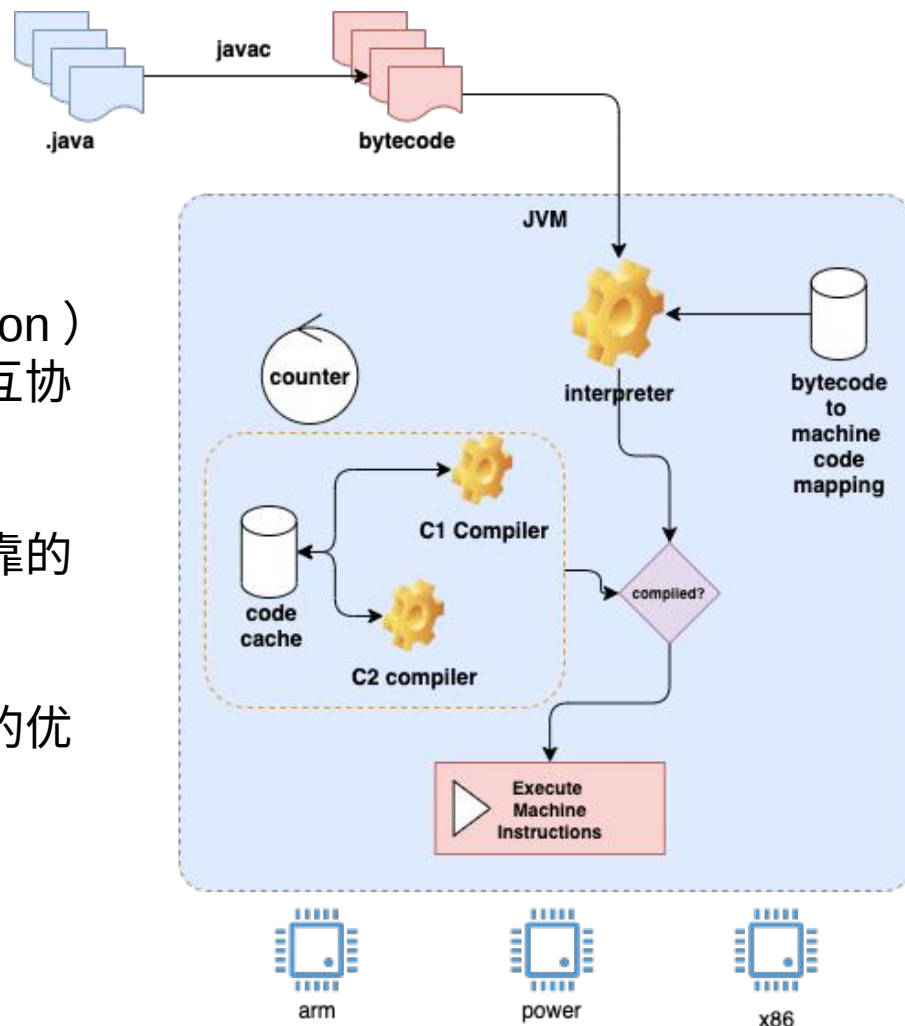 javac
.java
bytecode
JVM
on）
互协
counter
interpreter
bytecode
to
machine
code
mapping
C1 Compiler
靠的
compiled?
code
cache
C2 compiler
的优
Execute
Machine
Instructions
arm
power
x86